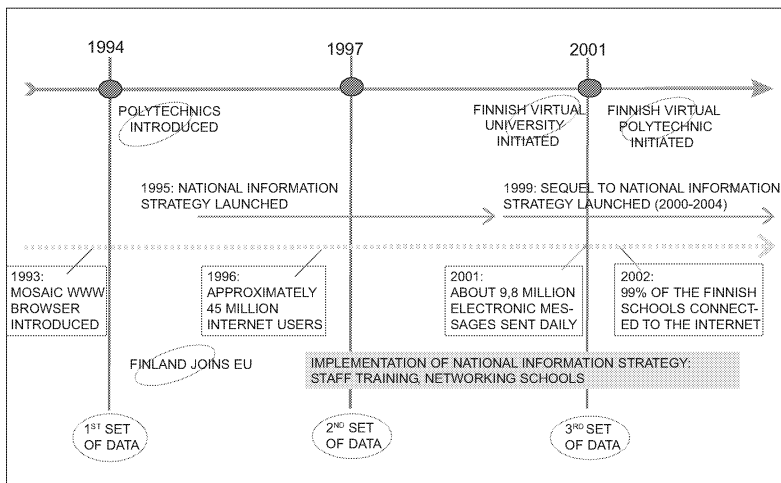 1994
1997
2001
POLYTECHNICS
INTRODUCED
FINNISH VIRTUAL
UNIVERSITY
INITIATED
FINNISH VIRTUAL
POLYTECHNIC
INITIATED
1995: NATIONAL INFORMATION
STRATEGY LAUNCHED
1999: SEQUEL TO NATIONAL INFORMATION
STRATEGY LAUNCHED (2000-2004)
1993:
MOSAIC WWW
BROWSER
INTRODUCED
1996:
APPROXIMATELY
45 MILLION
INTERNET USERS
2001:
ABOUT 9,8 MILLION
ELECTRONIC MES-
SAGES SENT DAILY
2002:
99% OF THE FINNISH
SCHOOLS CONNECT-
ED TO THE INTERNET
FINLAND JOINS EU
IMPLEMENTATION OF NATIONAL INFORMATION STRATEGY:
STAFF TRAINING, NETWORKING SCHOOLS
1ST SET
OF DATA
2ND SET
OF DATA
3RD SET
OF DATA